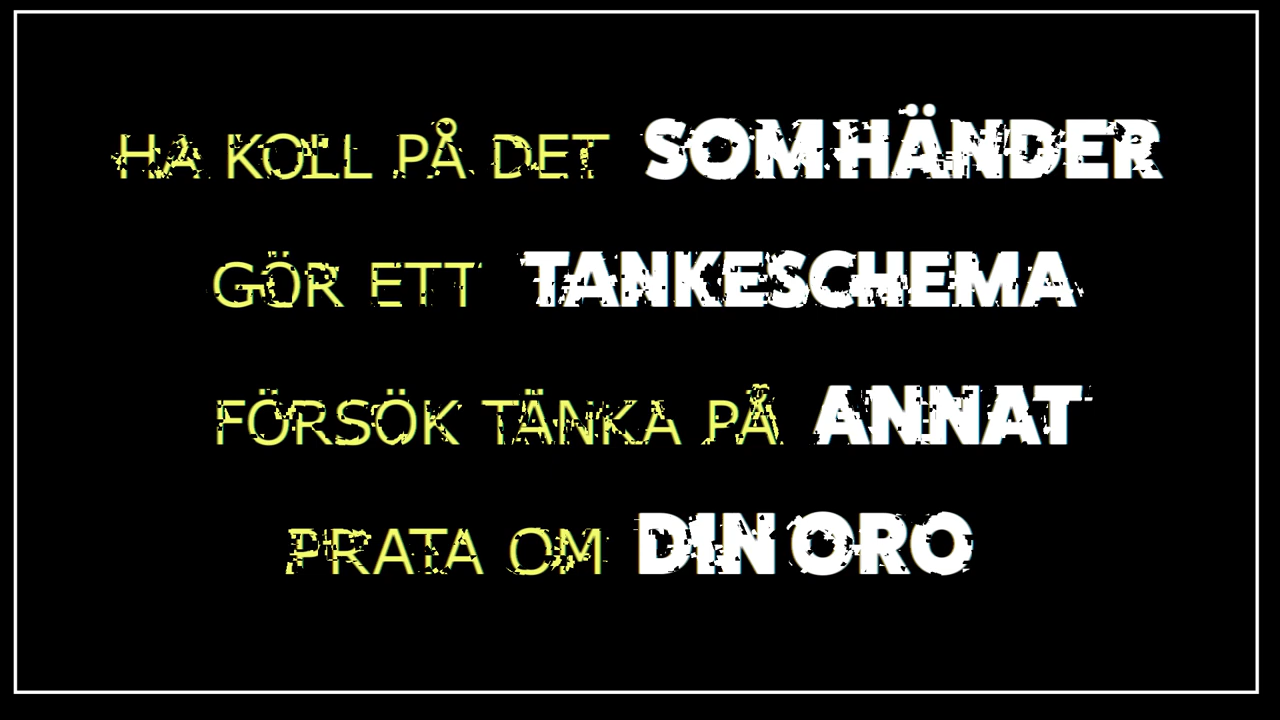 HA KOLL PÅ DET SOM HÄNDER
GÖR ETT TANKESCHEMA
FÖRSÖK TÄNKA PÅ ANNAT
PRATA OM DIN ORO